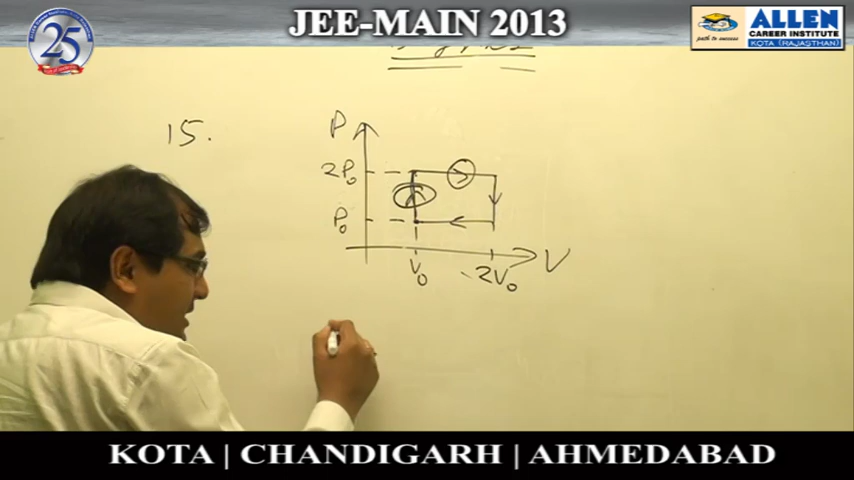 JEE-MAIN 2013
25
path to success
ALLEN
CAREER INSTITUTE
KOTA (RAJASTHAN)
15.
P
2P₀
P₀
V₀
2V₀
V
KOTA | CHANDIGARH | AHMEDABAD